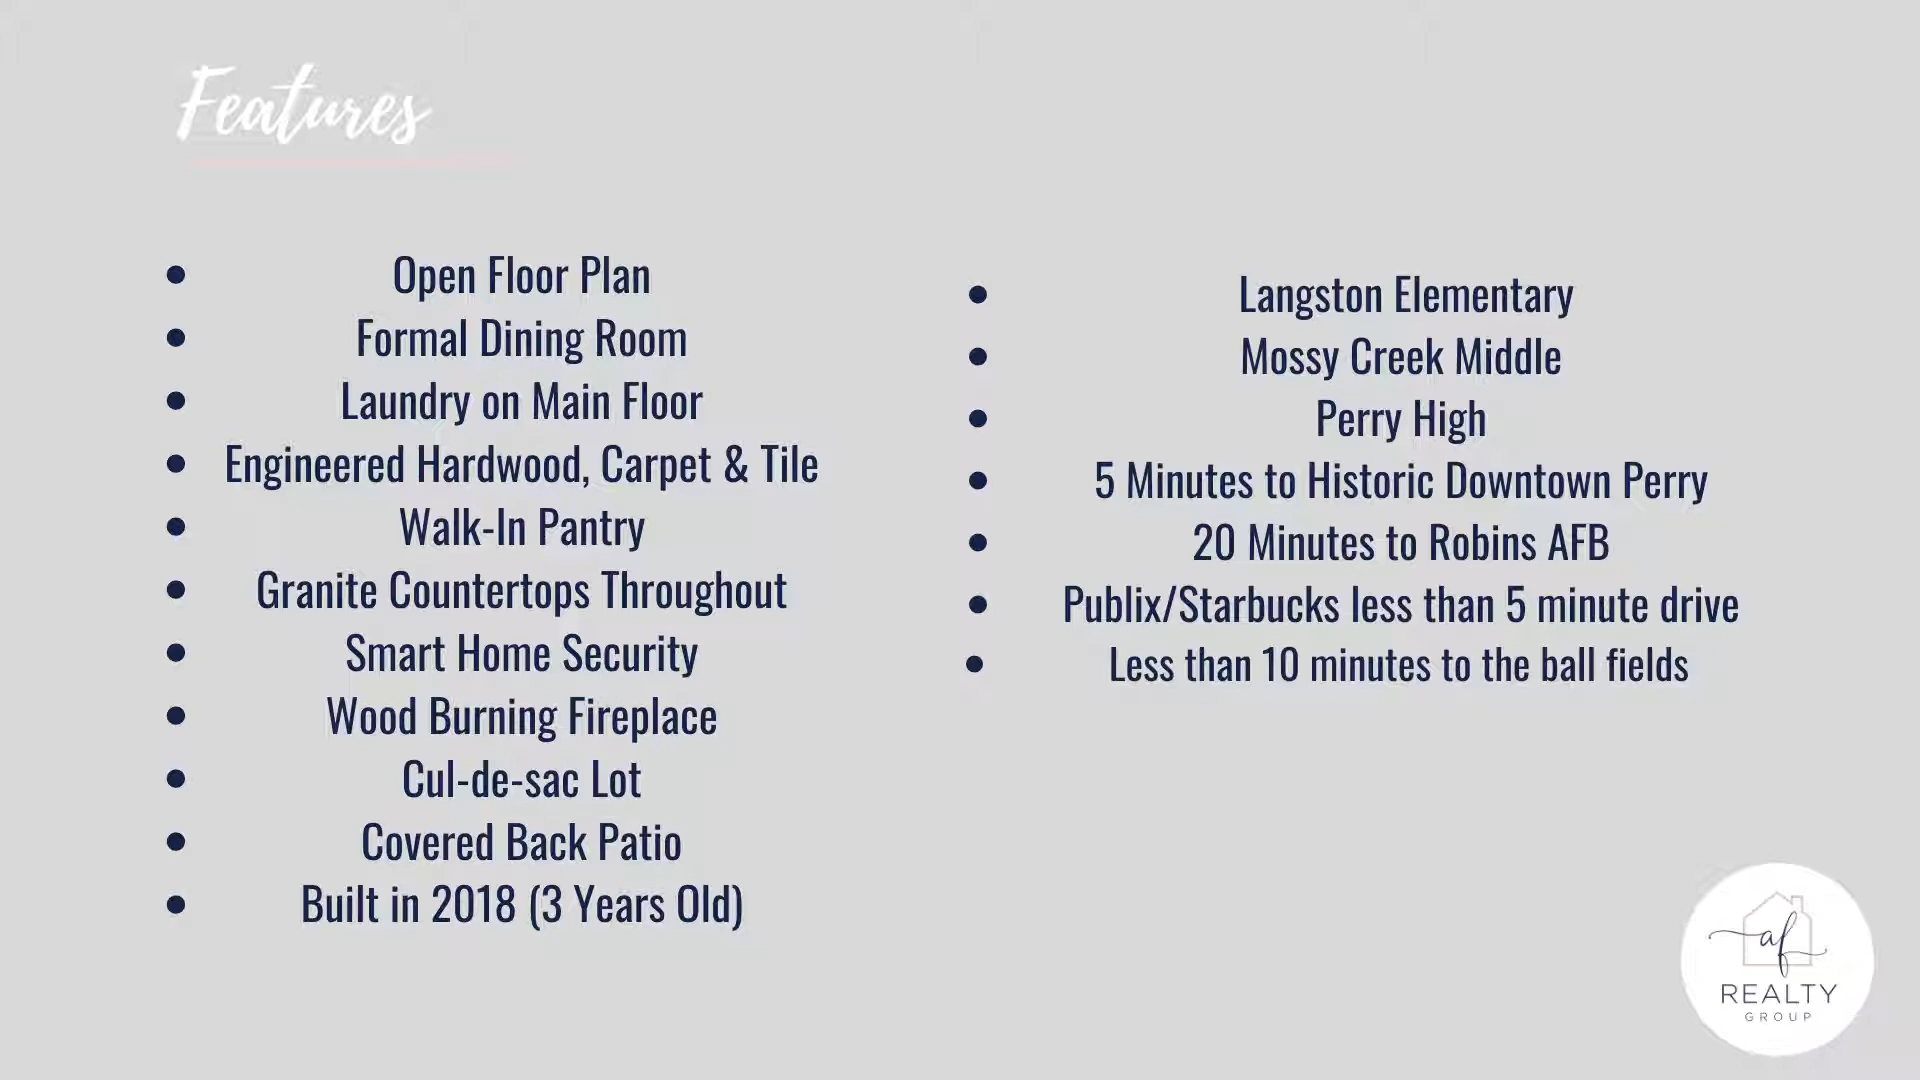 Features
Open Floor Plan
Formal Dining Room
Laundry on Main Floor
Engineered Hardwood, Carpet & Tile
Walk-In Pantry
Granite Countertops Throughout
Smart Home Security
Wood Burning Fireplace
Cul-de-sac Lot
Covered Back Patio
Built in 2018 (3 Years Old)
Langston Elementary
Mossy Creek Middle
Perry High
5 Minutes to Historic Downtown Perry
20 Minutes to Robins AFB
Publix/Starbucks less than 5 minute drive
Less than 10 minutes to the ball fields
af
REALTY
GROUP